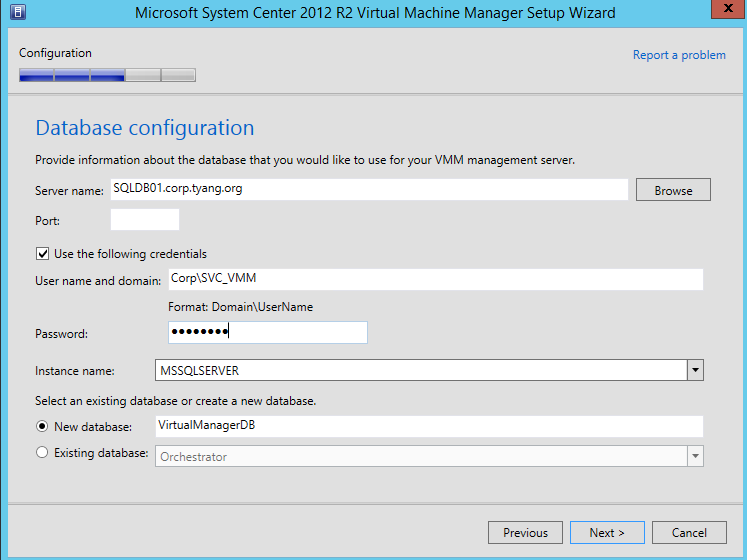 Microsoft System Center 2012 R2 Virtual Machine Manager Setup Wizard
x
Configuration
Report a problem
Database configuration
Provide information about the database that you would like to use for your VMM management server.
Server name: SQLDB01.corp.tyang.org Browse
Port:
Use the following credentials
User name and domain: Corp\SVC_VMM
Format: Domain\UserName
Password: ••••••••
Instance name: MSSQLSERVER
Select an existing database or create a new database.
New database: VirtualManagerDB
Existing database: Orchestrator
Previous Next > Cancel